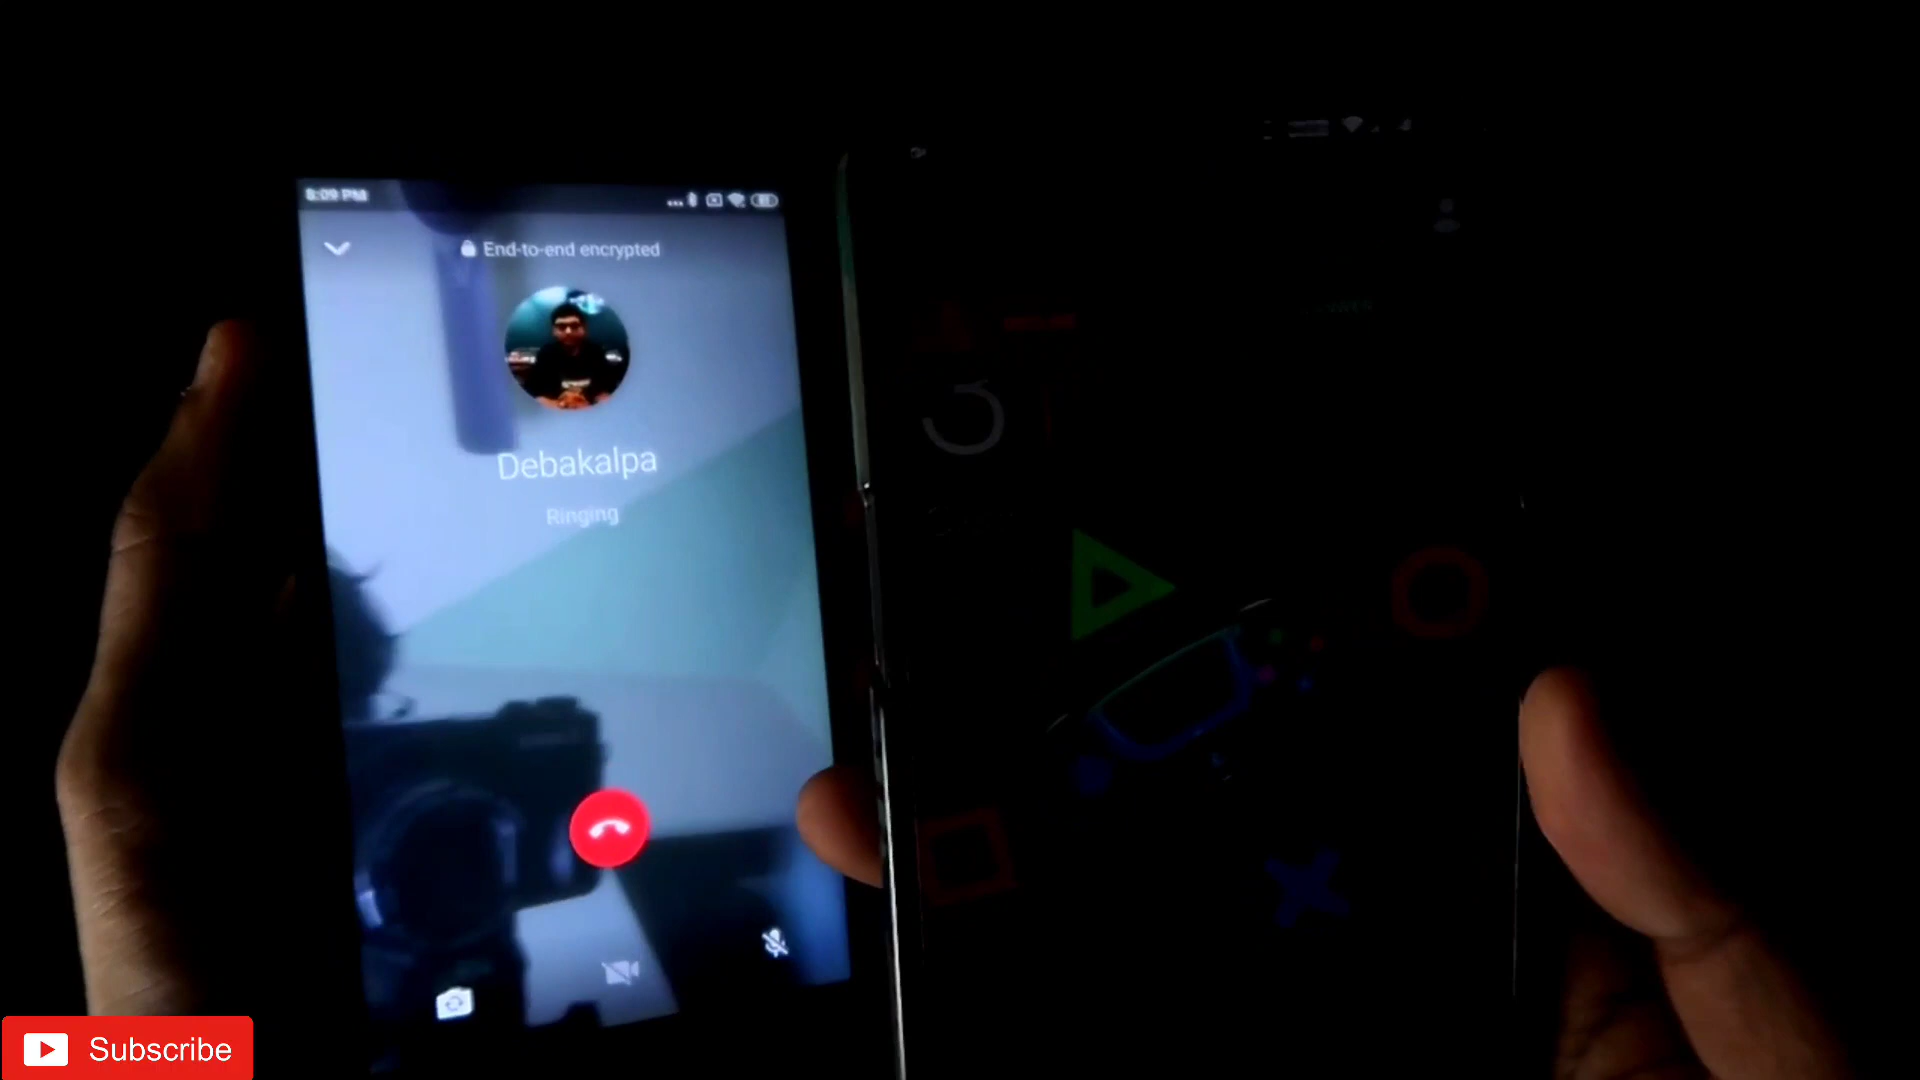 8:09 PM
End-to-end encrypted
Debakalpa
Ringing
Subscribe